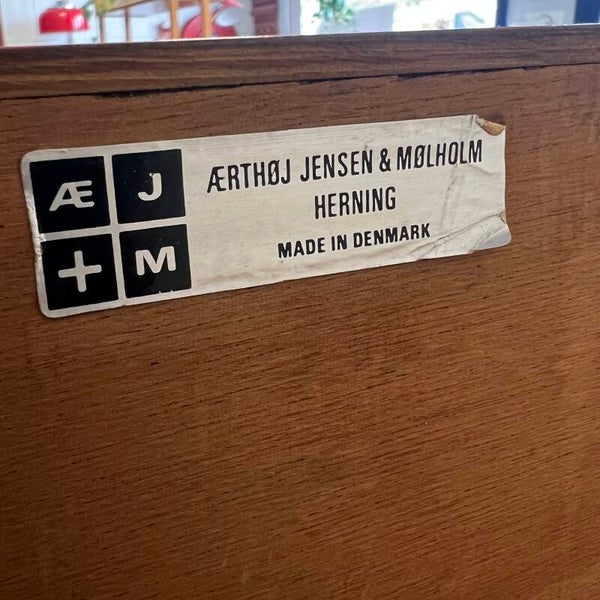 Æ J
+ M
ÆRTHØJ JENSEN & MØLHOLM
HERNING
MADE IN DENMARK